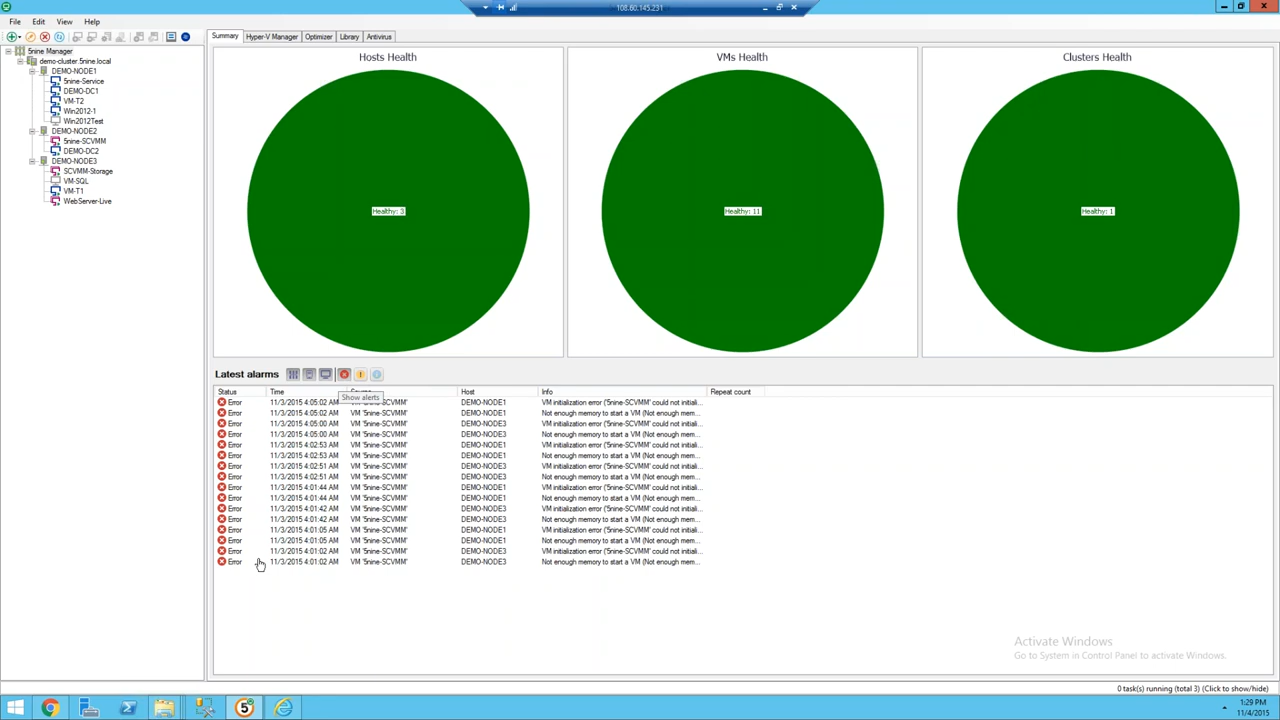 108.60.145.231
File Edit View Help
Summary Hyper-V Manager Optimizer Library Antivirus
5nine Manager
demo-cluster.5nine.local
DEMO-NODE1
5nine-Service
DEMO-DC1
VM-T2
Win2012-1
Win2012Test
DEMO-NODE2
5nine-SCVMM
DEMO-DC2
DEMO-NODE3
SCVMM-Storage
VM-SQL
VM-T1
WebServer-Live
Hosts Health
Healthy: 3
VMs Health
Healthy: 11
Clusters Health
Healthy: 1
Latest alarms
Show alerts
Status Time Host Info Repeat count
Error 11/3/2015 4:05:02 AM VM '5nine-SCVMM' DEMO-NODE1 VM initialization error ('5nine-SCVMM' could not initiali...
Error 11/3/2015 4:05:02 AM VM '5nine-SCVMM' DEMO-NODE1 Not enough memory to start a VM (Not enough mem...
Error 11/3/2015 4:05:00 AM VM '5nine-SCVMM' DEMO-NODE3 VM initialization error ('5nine-SCVMM' could not initiali...
Error 11/3/2015 4:05:00 AM VM '5nine-SCVMM' DEMO-NODE3 Not enough memory to start a VM (Not enough mem...
Error 11/3/2015 4:02:53 AM VM '5nine-SCVMM' DEMO-NODE1 VM initialization error ('5nine-SCVMM' could not initiali...
Error 11/3/2015 4:02:53 AM VM '5nine-SCVMM' DEMO-NODE1 Not enough memory to start a VM (Not enough mem...
Error 11/3/2015 4:02:51 AM VM '5nine-SCVMM' DEMO-NODE3 VM initialization error ('5nine-SCVMM' could not initiali...
Error 11/3/2015 4:02:51 AM VM '5nine-SCVMM' DEMO-NODE3 Not enough memory to start a VM (Not enough mem...
Error 11/3/2015 4:01:44 AM VM '5nine-SCVMM' DEMO-NODE1 VM initialization error ('5nine-SCVMM' could not initiali...
Error 11/3/2015 4:01:44 AM VM '5nine-SCVMM' DEMO-NODE1 Not enough memory to start a VM (Not enough mem...
Error 11/3/2015 4:01:42 AM VM '5nine-SCVMM' DEMO-NODE3 VM initialization error ('5nine-SCVMM' could not initiali...
Error 11/3/2015 4:01:42 AM VM '5nine-SCVMM' DEMO-NODE3 Not enough memory to start a VM (Not enough mem...
Error 11/3/2015 4:01:05 AM VM '5nine-SCVMM' DEMO-NODE1 VM initialization error ('5nine-SCVMM' could not initiali...
Error 11/3/2015 4:01:05 AM VM '5nine-SCVMM' DEMO-NODE1 Not enough memory to start a VM (Not enough mem...
Error 11/3/2015 4:01:02 AM VM '5nine-SCVMM' DEMO-NODE3 VM initialization error ('5nine-SCVMM' could not initiali...
Error 11/3/2015 4:01:02 AM VM '5nine-SCVMM' DEMO-NODE3 Not enough memory to start a VM (Not enough mem...
Activate Windows
Go to System in Control Panel to activate Windows.
0 task(s) running (total 3) (Click to show/hide)
1:29 PM
11/4/2015